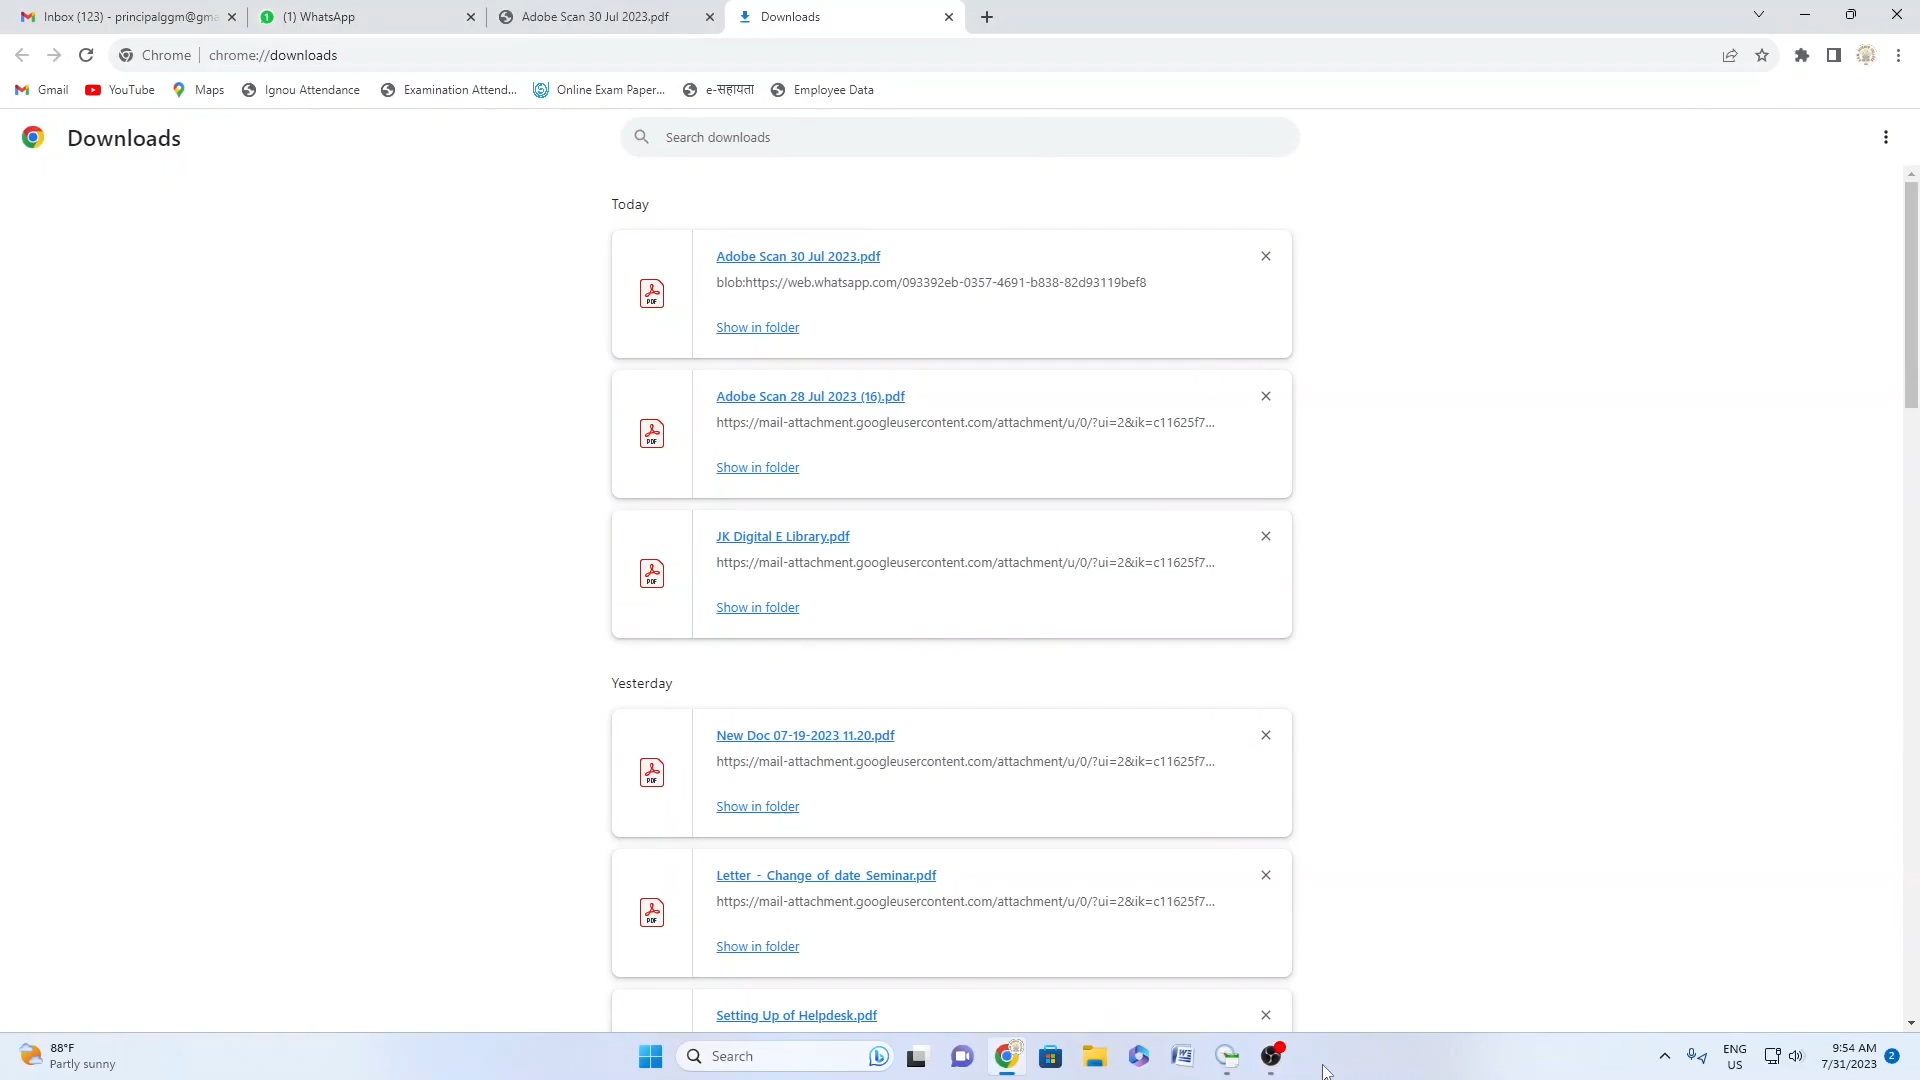 Inbox (123) - principalggm@gma
(1) WhatsApp
Adobe Scan 30 Jul 2023.pdf
Downloads
Chrome
chrome://downloads
Gmail
YouTube
Maps
Ignou Attendance
Examination Attend...
Online Exam Paper...
e-सहायता
Employee Data
Downloads
Search downloads
Today
Adobe Scan 30 Jul 2023.pdf
blob:https://web.whatsapp.com/093392eb-0357-4691-b838-82d93119bef8
Show in folder
PDF
Adobe Scan 28 Jul 2023 (16).pdf
https://mail-attachment.googleusercontent.com/attachment/u/0/?ui=2&ik=c11625f7...
Show in folder
PDF
JK Digital E Library.pdf
https://mail-attachment.googleusercontent.com/attachment/u/0/?ui=2&ik=c11625f7...
Show in folder
PDF
Yesterday
New Doc 07-19-2023 11.20.pdf
https://mail-attachment.googleusercontent.com/attachment/u/0/?ui=2&ik=c11625f7...
Show in folder
PDF
Letter - Change of date Seminar.pdf
https://mail-attachment.googleusercontent.com/attachment/u/0/?ui=2&ik=c11625f7...
Show in folder
PDF
Setting Up of Helpdesk.pdf
88°F
Partly sunny
Search
ENG
US
9:54 AM
7/31/2023
2